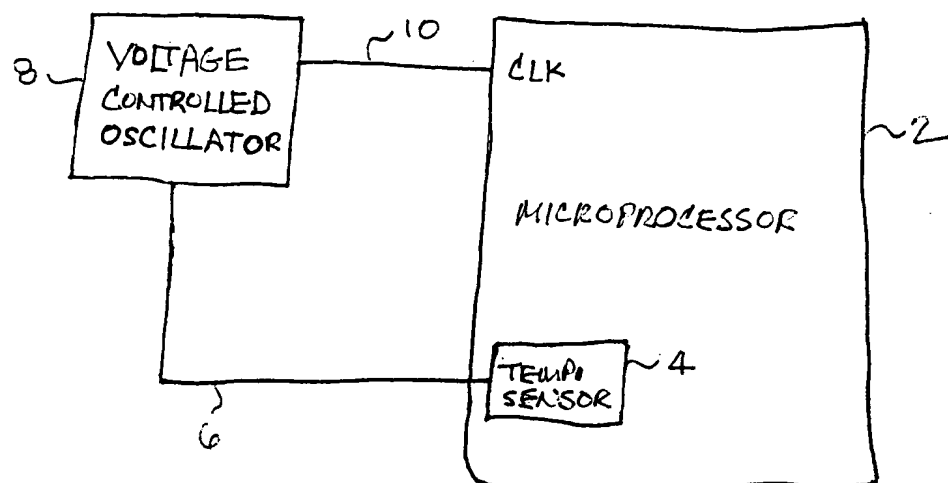 10
8
VOLTAGE
CONTROLLED
OSCILLATOR
CLK
2
MICROPROCESSOR
TEMP.
SENSOR
4
6